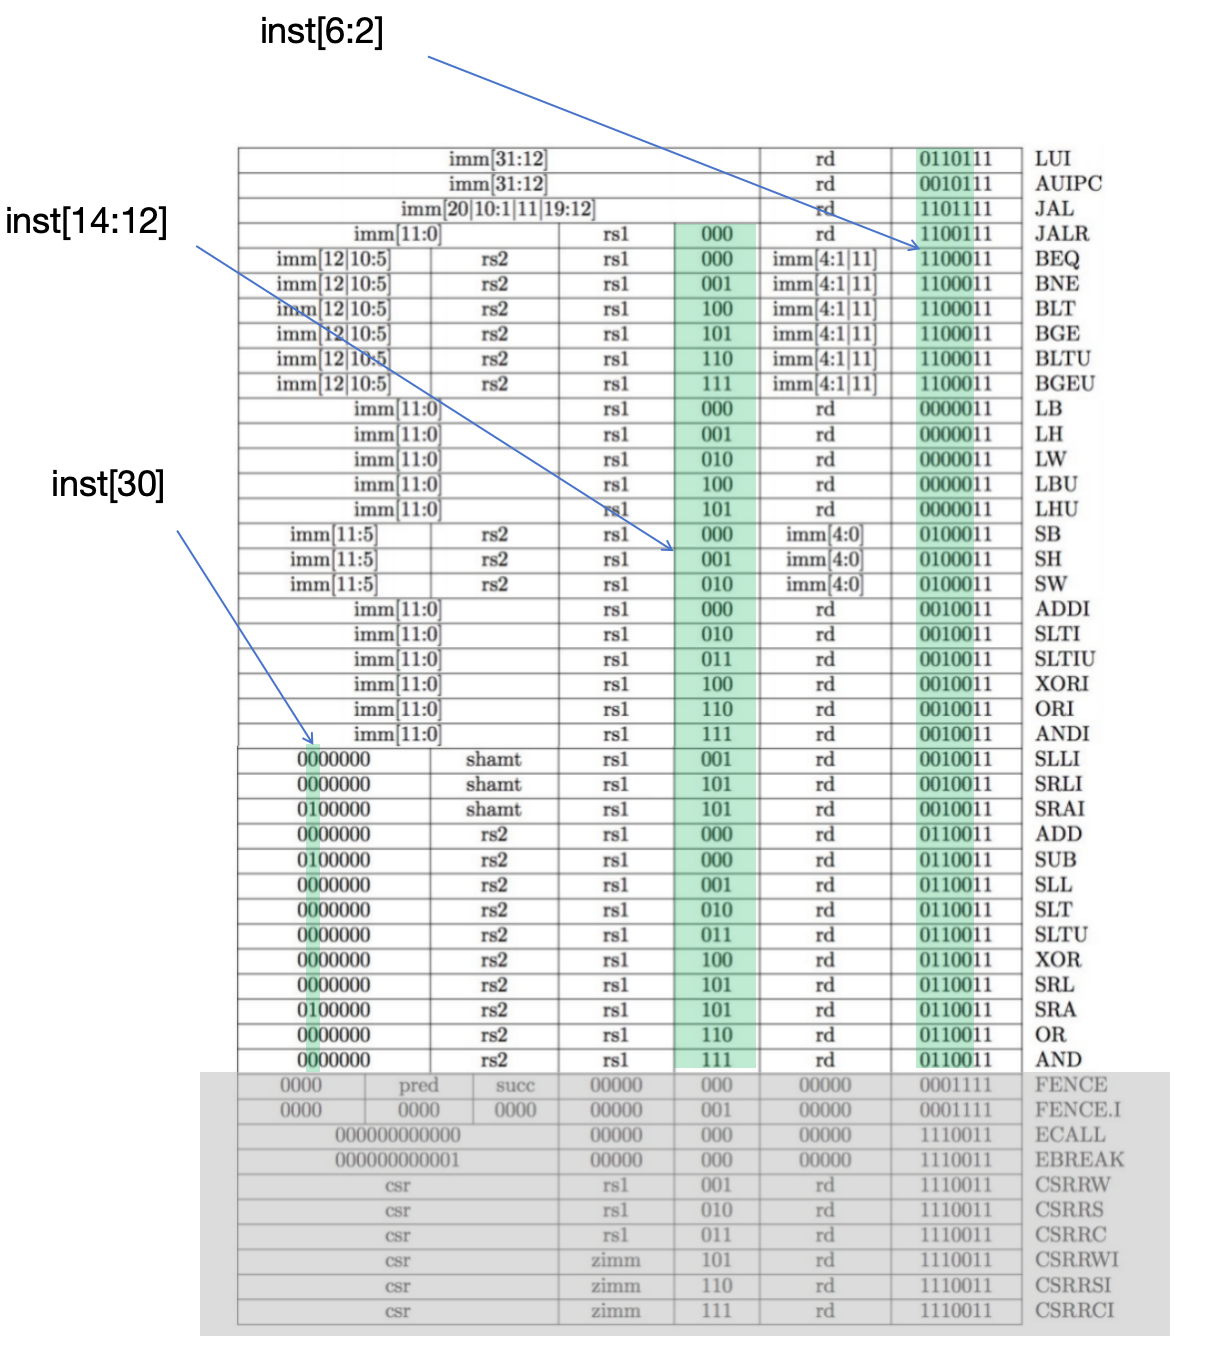 inst[6:2]
inst[14:12]
inst[30]
imm[31:12] rd 0110111 LUI
imm[31:12] rd 0010111 AUIPC
imm[20|10:1|11|19:12] rd 1101111 JAL
imm[11:0] rs1 000 rd 1100111 JALR
imm[12|10:5] rs2 rs1 000 imm[4:1|11] 1100011 BEQ
imm[12|10:5] rs2 rs1 001 imm[4:1|11] 1100011 BNE
imm[12|10:5] rs2 rs1 100 imm[4:1|11] 1100011 BLT
imm[12|10:5] rs2 rs1 101 imm[4:1|11] 1100011 BGE
imm[12|10:5] rs2 rs1 110 imm[4:1|11] 1100011 BLTU
imm[12|10:5] rs2 rs1 111 imm[4:1|11] 1100011 BGEU
imm[11:0] rs1 000 rd 0000011 LB
imm[11:0] rs1 001 rd 0000011 LH
imm[11:0] rs1 010 rd 0000011 LW
imm[11:0] rs1 100 rd 0000011 LBU
imm[11:0] rs1 101 rd 0000011 LHU
imm[11:5] rs2 rs1 000 imm[4:0] 0100011 SB
imm[11:5] rs2 rs1 001 imm[4:0] 0100011 SH
imm[11:5] rs2 rs1 010 imm[4:0] 0100011 SW
imm[11:0] rs1 000 rd 0010011 ADDI
imm[11:0] rs1 010 rd 0010011 SLTI
imm[11:0] rs1 011 rd 0010011 SLTIU
imm[11:0] rs1 100 rd 0010011 XORI
imm[11:0] rs1 110 rd 0010011 ORI
imm[11:0] rs1 111 rd 0010011 ANDI
0000000 shamt rs1 001 rd 0010011 SLLI
0000000 shamt rs1 101 rd 0010011 SRLI
0100000 shamt rs1 101 rd 0010011 SRAI
0000000 rs2 rs1 000 rd 0110011 ADD
0100000 rs2 rs1 000 rd 0110011 SUB
0000000 rs2 rs1 001 rd 0110011 SLL
0000000 rs2 rs1 010 rd 0110011 SLT
0000000 rs2 rs1 011 rd 0110011 SLTU
0000000 rs2 rs1 100 rd 0110011 XOR
0000000 rs2 rs1 101 rd 0110011 SRL
0100000 rs2 rs1 101 rd 0110011 SRA
0000000 rs2 rs1 110 rd 0110011 OR
0000000 rs2 rs1 111 rd 0110011 AND
0000 pred succ 00000 000 00000 0001111 FENCE
0000 0000 0000 00000 001 00000 0001111 FENCE.I
000000000000 00000 000 00000 1110011 ECALL
000000000001 00000 000 00000 1110011 EBREAK
csr rs1 001 rd 1110011 CSRRW
csr rs1 010 rd 1110011 CSRRS
csr rs1 011 rd 1110011 CSRRC
csr zimm 101 rd 1110011 CSRRWI
csr zimm 110 rd 1110011 CSRRSI
csr zimm 111 rd 1110011 CSRRCI